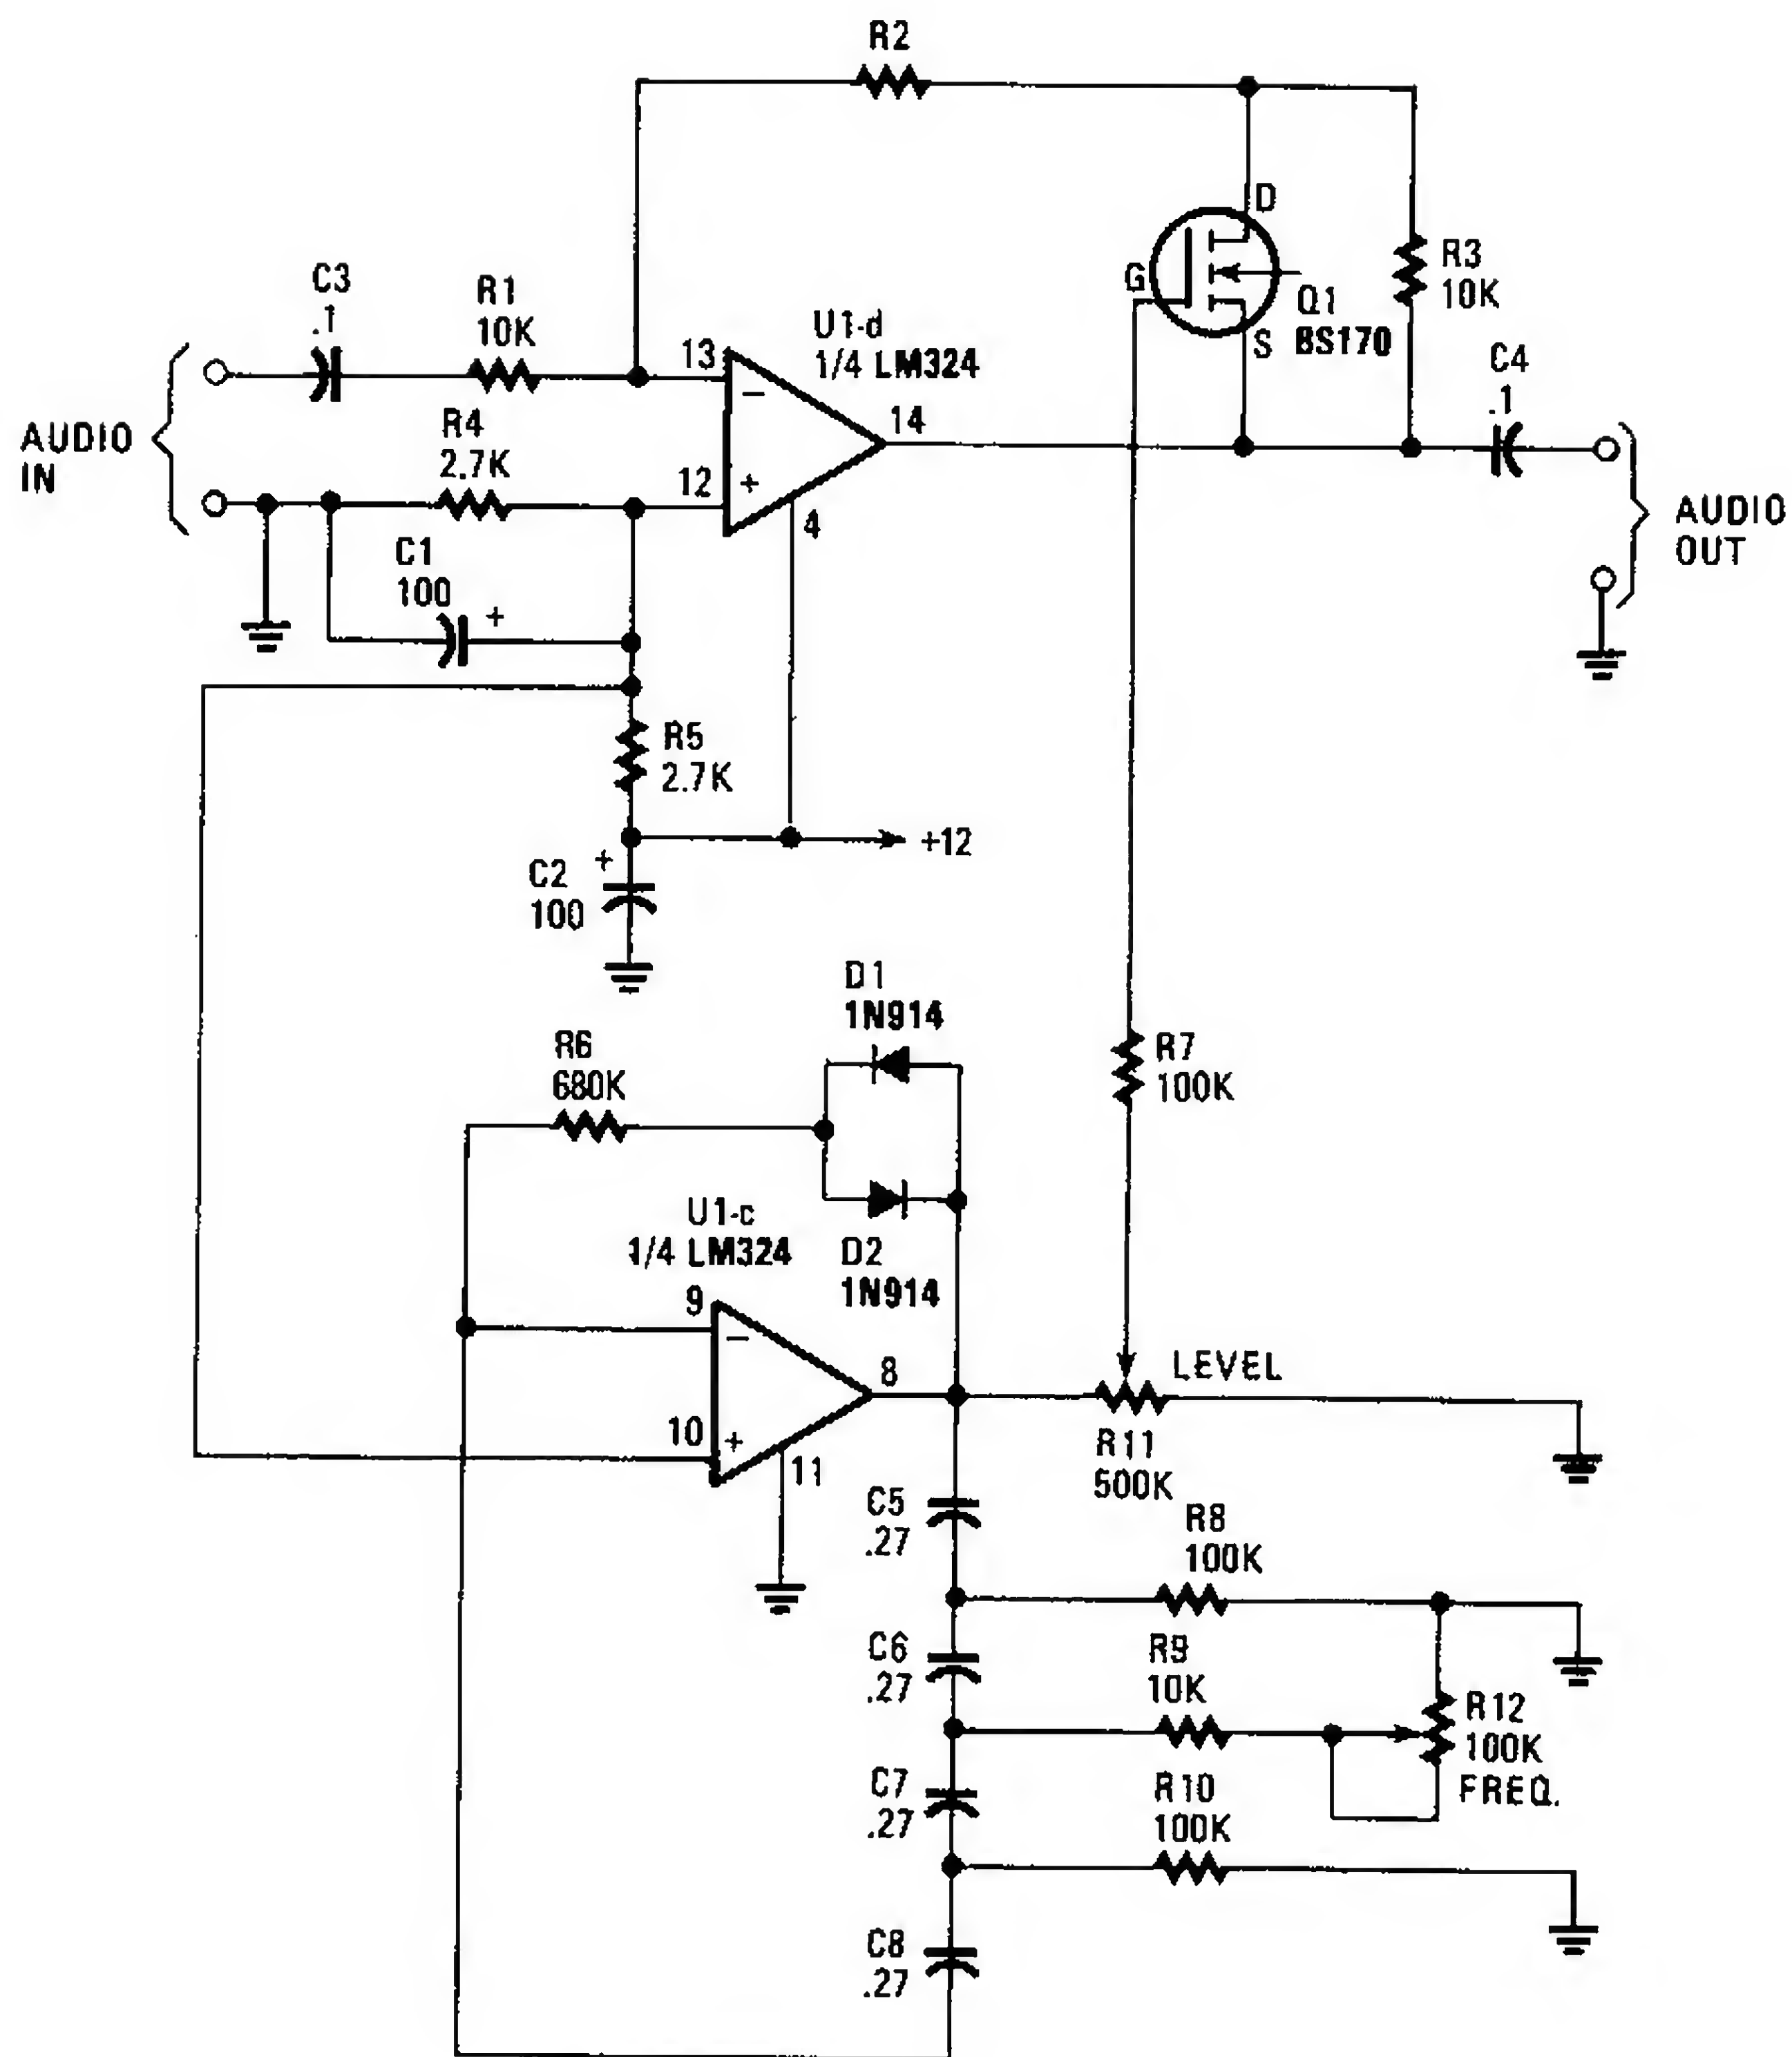 R2
D
G
R3
10K
Q1
BS170
S
C3
.1
R1
10K
U1-d
1/4 LM324
13
−
14
C4
.1
AUDIO
IN
R4
2.7K
12
+
4
AUDIO
OUT
C1
100
+
R5
2.7K
+12
+
C2
100
D1
1N914
R6
680K
R7
100K
U1-c
1/4 LM324
D2
1N914
9
−
8
LEVEL
10
+
11
R11
500K
C5
.27
R8
100K
C6
.27
R9
10K
R12
100K
FREQ.
C7
.27
R10
100K
C8
.27